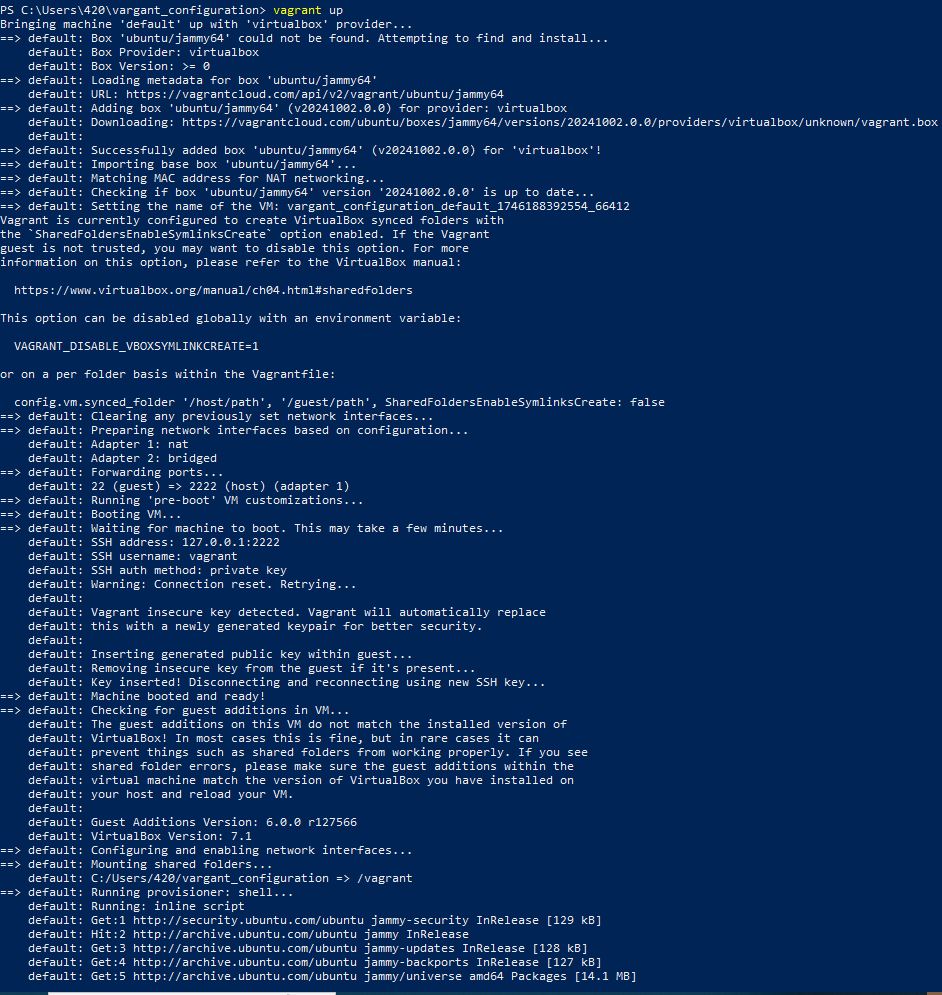 PS C:\Users\420\vargant_configuration> vagrant up
Bringing machine 'default' up with 'virtualbox' provider...
==> default: Box 'ubuntu/jammy64' could not be found. Attempting to find and install...
    default: Box Provider: virtualbox
    default: Box Version: >= 0
==> default: Loading metadata for box 'ubuntu/jammy64'
    default: URL: https://vagrantcloud.com/api/v2/vagrant/ubuntu/jammy64
==> default: Adding box 'ubuntu/jammy64' (v20241002.0.0) for provider: virtualbox
    default: Downloading: https://vagrantcloud.com/ubuntu/boxes/jammy64/versions/20241002.0.0/providers/virtualbox/unknown/vagrant.box
    default:
==> default: Successfully added box 'ubuntu/jammy64' (v20241002.0.0) for 'virtualbox'!
==> default: Importing base box 'ubuntu/jammy64'...
==> default: Matching MAC address for NAT networking...
==> default: Checking if box 'ubuntu/jammy64' version '20241002.0.0' is up to date...
==> default: Setting the name of the VM: vargant_configuration_default_1746188392554_66412
Vagrant is currently configured to create VirtualBox synced folders with
the `SharedFoldersEnableSymlinksCreate` option enabled. If the Vagrant
guest is not trusted, you may want to disable this option. For more
information on this option, please refer to the VirtualBox manual:

  https://www.virtualbox.org/manual/ch04.html#sharedfolders

This option can be disabled globally with an environment variable:

  VAGRANT_DISABLE_VBOXSYMLINKCREATE=1

or on a per folder basis within the Vagrantfile:

  config.vm.synced_folder '/host/path', '/guest/path', SharedFoldersEnableSymlinksCreate: false
==> default: Clearing any previously set network interfaces...
==> default: Preparing network interfaces based on configuration...
    default: Adapter 1: nat
    default: Adapter 2: bridged
==> default: Forwarding ports...
    default: 22 (guest) => 2222 (host) (adapter 1)
==> default: Running 'pre-boot' VM customizations...
==> default: Booting VM...
==> default: Waiting for machine to boot. This may take a few minutes...
    default: SSH address: 127.0.0.1:2222
    default: SSH username: vagrant
    default: SSH auth method: private key
    default: Warning: Connection reset. Retrying...
    default:
    default: Vagrant insecure key detected. Vagrant will automatically replace
    default: this with a newly generated keypair for better security.
    default:
    default: Inserting generated public key within guest...
    default: Removing insecure key from the guest if it's present...
    default: Key inserted! Disconnecting and reconnecting using new SSH key...
==> default: Machine booted and ready!
==> default: Checking for guest additions in VM...
    default: The guest additions on this VM do not match the installed version of
    default: VirtualBox! In most cases this is fine, but in rare cases it can
    default: prevent things such as shared folders from working properly. If you see
    default: shared folder errors, please make sure the guest additions within the
    default: virtual machine match the version of VirtualBox you have installed on
    default: your host and reload your VM.
    default:
    default: Guest Additions Version: 6.0.0 r127566
    default: VirtualBox Version: 7.1
==> default: Configuring and enabling network interfaces...
==> default: Mounting shared folders...
    default: C:/Users/420/vargant_configuration => /vagrant
==> default: Running provisioner: shell...
    default: Running: inline script
    default: Get:1 http://security.ubuntu.com/ubuntu jammy-security InRelease [129 kB]
    default: Hit:2 http://archive.ubuntu.com/ubuntu jammy InRelease
    default: Get:3 http://archive.ubuntu.com/ubuntu jammy-updates InRelease [128 kB]
    default: Get:4 http://archive.ubuntu.com/ubuntu jammy-backports InRelease [127 kB]
    default: Get:5 http://archive.ubuntu.com/ubuntu jammy/universe amd64 Packages [14.1 MB]